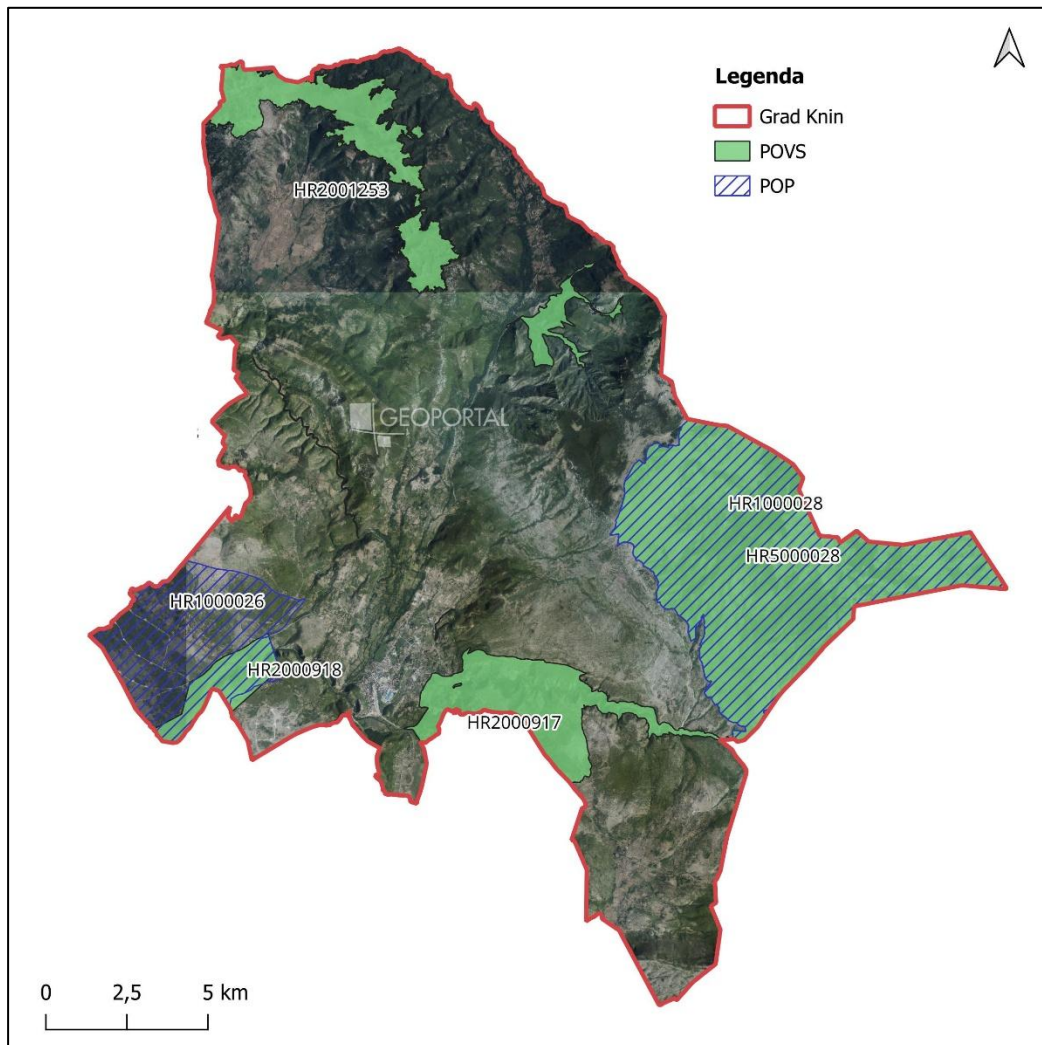 Legenda
Grad Knin
POVS
POP
HR2001253
GEOPORTAL
HR1000028
HR5000028
HR1000026
HR2000918
HR2000917
0 2,5 5 km